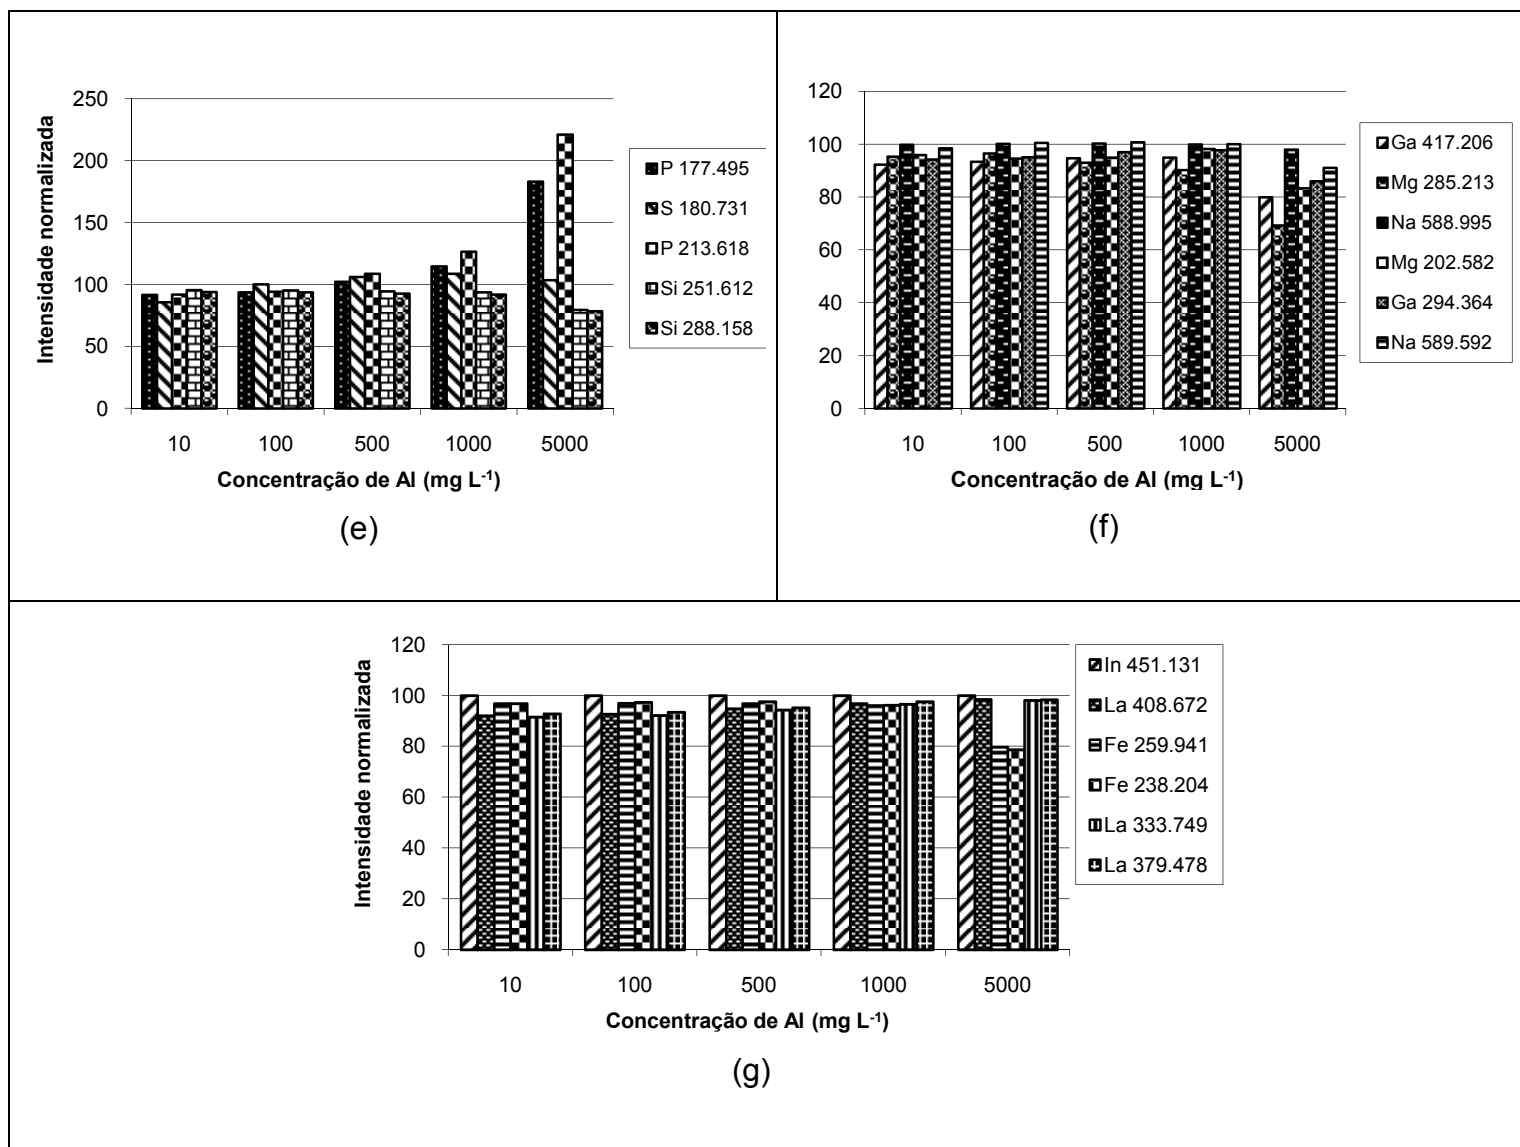 Intensidade normalizada
250
200
150
100
50
0
10 100 500 1000 5000
Concentração de Al (mg L-1)
P 177.495
S 180.731
P 213.618
Si 251.612
Si 288.158
(e)
120
100
80
60
40
20
0
10 100 500 1000 5000
Concentração de Al (mg L-1)
Ga 417.206
Mg 285.213
Na 588.995
Mg 202.582
Ga 294.364
Na 589.592
(f)
Intensidade normalizada
120
100
80
60
40
20
0
10 100 500 1000 5000
Concentração de Al (mg L-1)
In 451.131
La 408.672
Fe 259.941
Fe 238.204
La 333.749
La 379.478
(g)